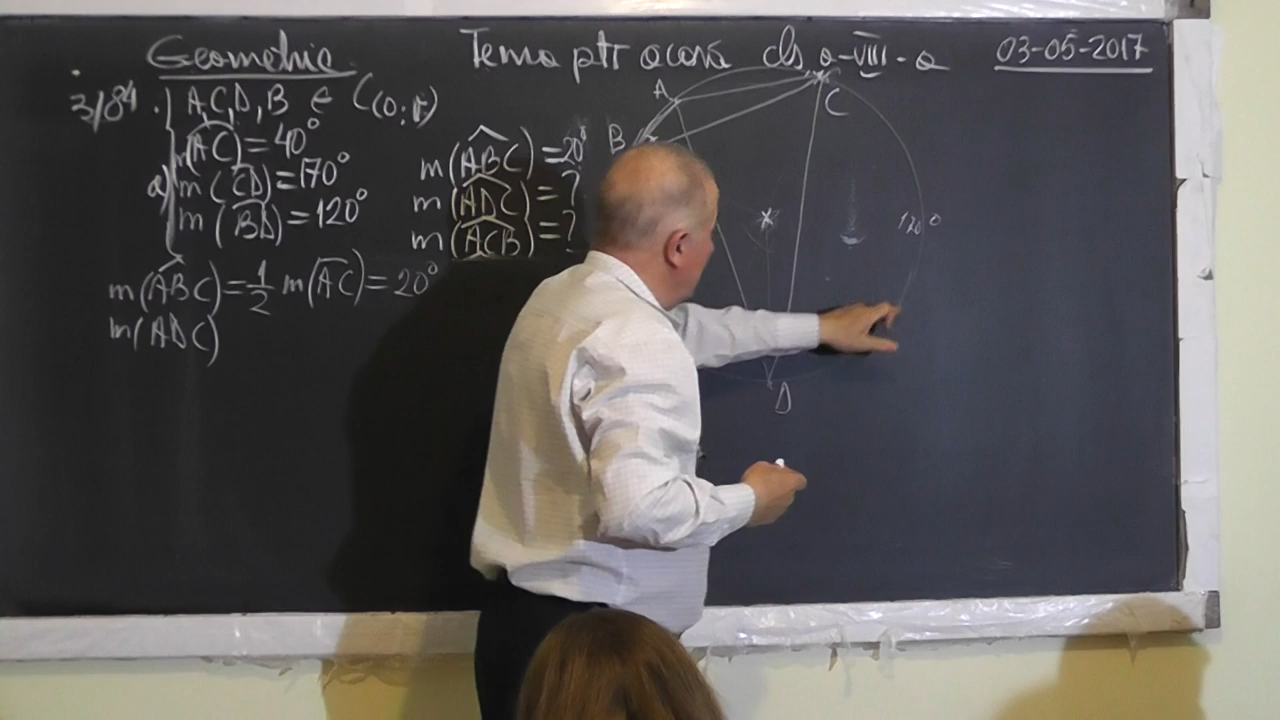 Geometrie
Tema ptr acasă cls a-VIII-a
03-05-2017
3/84. A,C,D,B ∈ C(O;r)
m(AC) = 40°
a) m(CD) = 170°
m(BD) = 120°
m(ABC) = 20°
m(ADC) = ?
m(ACB) = ?
m(ABC) = 1/2 m(AC) = 20°
m(ADC)
A
B
C
D
170°